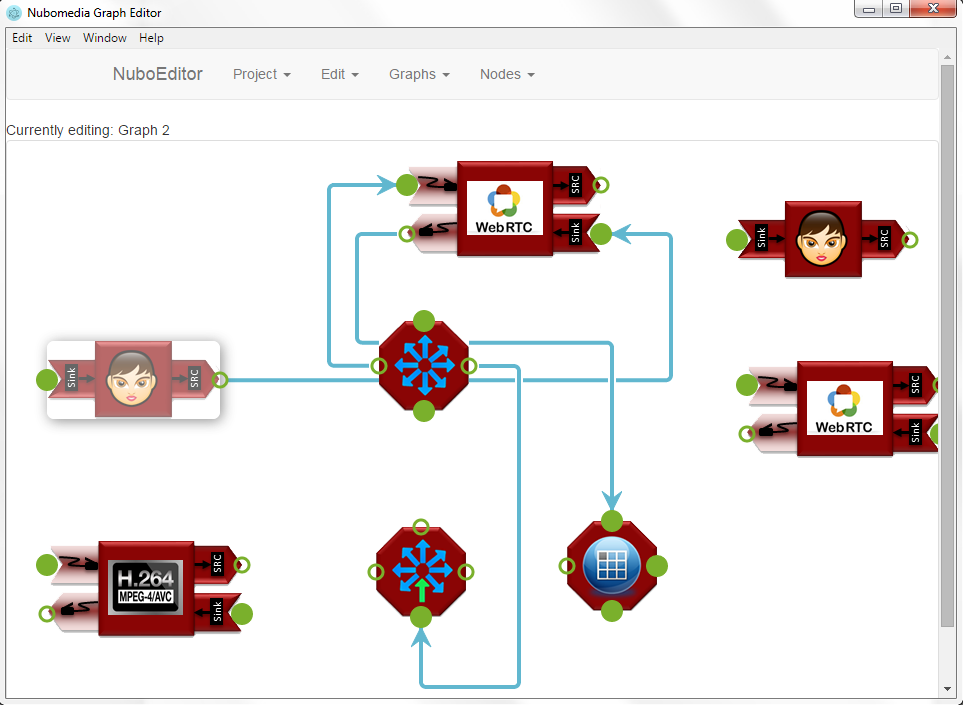 Nubomedia Graph Editor
Edit View Window Help
NuboEditor Project Edit Graphs Nodes
Currently editing: Graph 2
SRC
WebRTC
Sink
Sink
SRC
Sink
SRC
SRC
WebRTC
Sink
SRC
H.264
MPEG-4/AVC
Sink